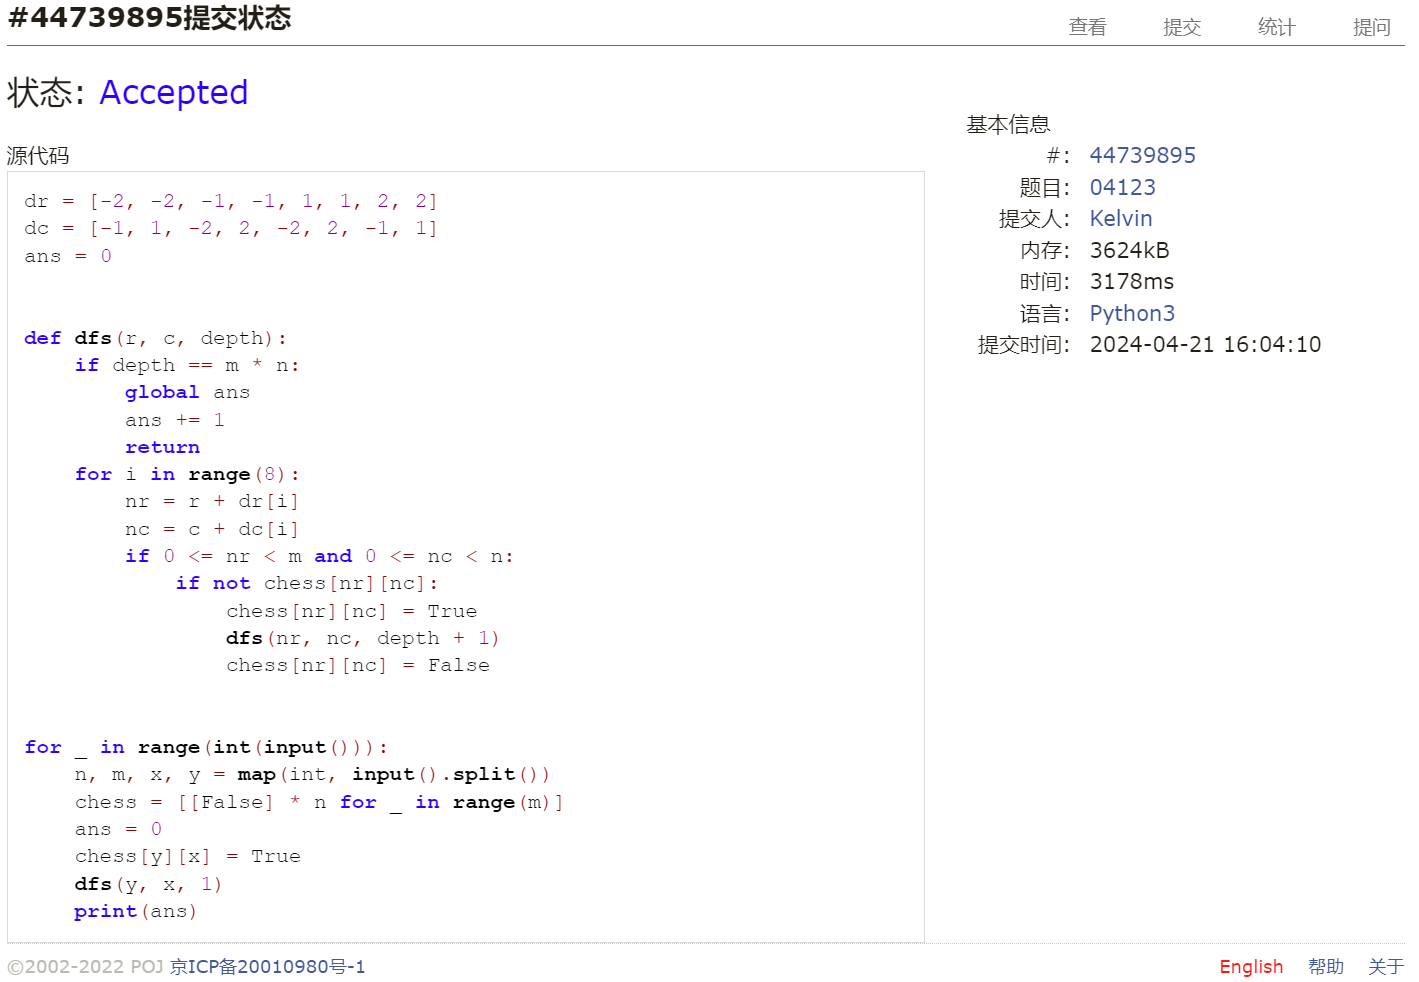 #44739895提交状态
查看 提交 统计 提问
状态: Accepted
源代码
dr = [-2, -2, -1, -1, 1, 1, 2, 2]
dc = [-1, 1, -2, 2, -2, 2, -1, 1]
ans = 0
def dfs(r, c, depth):
    if depth == m * n:
        global ans
        ans += 1
        return
    for i in range(8):
        nr = r + dr[i]
        nc = c + dc[i]
        if 0 <= nr < m and 0 <= nc < n:
            if not chess[nr][nc]:
                chess[nr][nc] = True
                dfs(nr, nc, depth + 1)
                chess[nr][nc] = False
for _ in range(int(input())):
    n, m, x, y = map(int, input().split())
    chess = [[False] * n for _ in range(m)]
    ans = 0
    chess[y][x] = True
    dfs(y, x, 1)
    print(ans)
基本信息
#: 44739895
题目: 04123
提交人: Kelvin
内存: 3624kB
时间: 3178ms
语言: Python3
提交时间: 2024-04-21 16:04:10
©2002-2022 POJ 京ICP备20010980号-1
English 帮助 关于